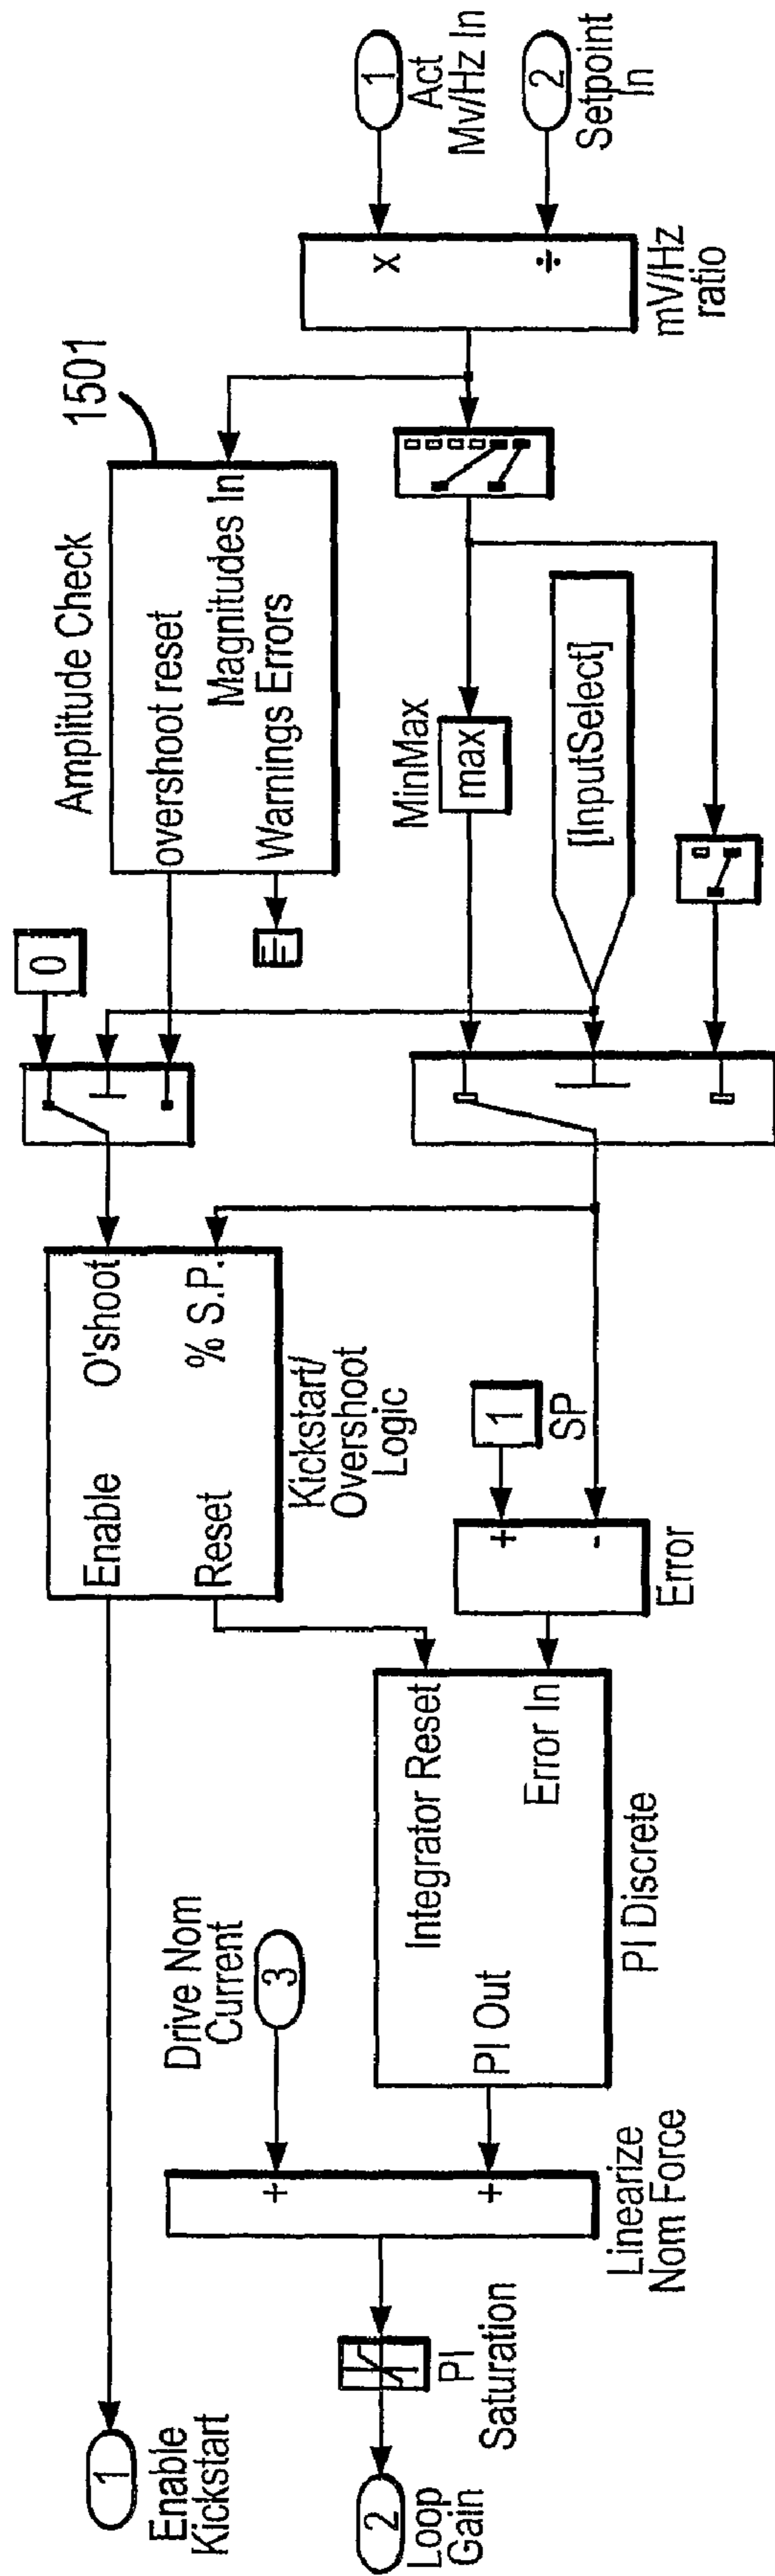 1
Enable
Kickstart
2
Loop
Gain
PI
Saturation
Linearize
Nom Force
+
+
Drive Nom
Current
3
PI Out
Integrator Reset
Error In
PI Discrete
Enable
O'shoot
Reset
% S.P.
Kickstart/
Overshoot
Logic
1
SP
+
-
Error
0
Amplitude Check
1501
overshoot reset
Magnitudes In
Warnings Errors
MinMax
max
[InputSelect]
X
÷
mV/Hz
ratio
1
Act
Mv/Hz In
2
Setpoint
In